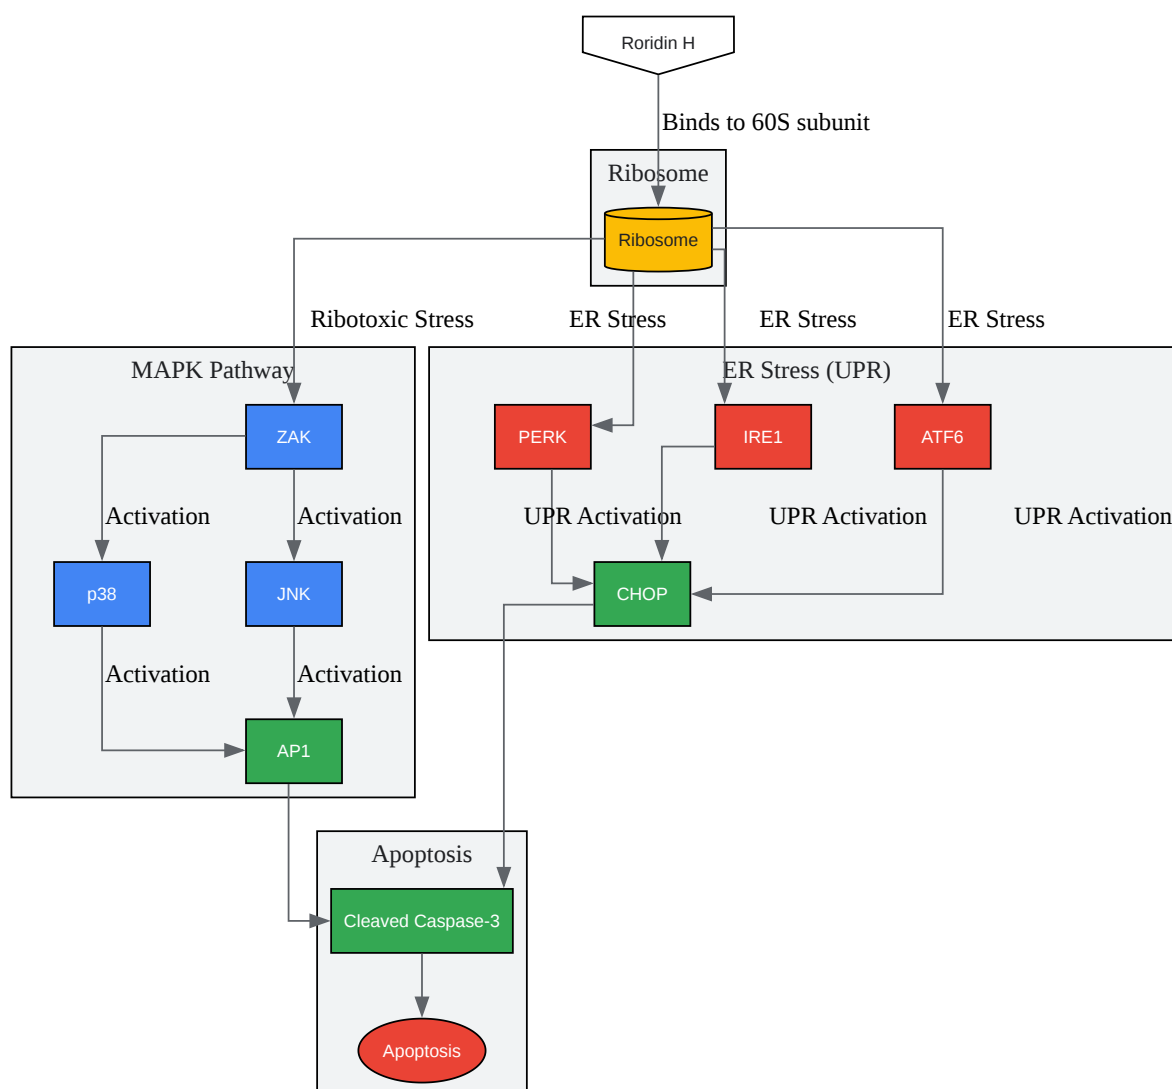 Roridin H
Binds to 60S subunit
Ribosome
Ribosome
Ribotoxic Stress
ER Stress
ER Stress
ER Stress
MAPK Pathway
ER Stress (UPR)
ZAK
PERK
IRE1
ATF6
Activation
Activation
UPR Activation
UPR Activation
UPR Activation
p38
JNK
CHOP
Activation
Activation
AP1
Apoptosis
Cleaved Caspase-3
Apoptosis